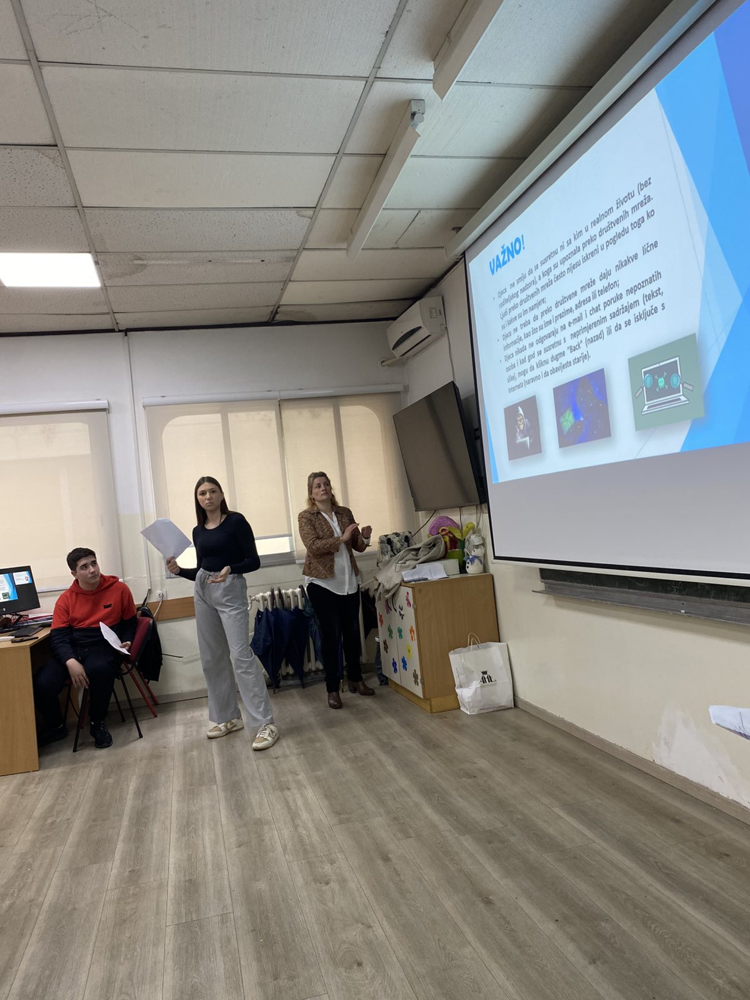 VAŽNO!
• Djeca ne smiju da se susretnu ni sa kim u realnom životu (bez
roditeljskog nadzora), a koga su upoznala preko društvenih mreža.
Ljudi preko društvenih mreža često nijesu iskreni u pogledu toga ko
su i kakve su im namjere;
• Djeca ne treba da preko društvene mreže daju nikakve lične
informacije, kao što su ime i prezime, adresa ili telefon;
• Djeca nikada ne odgovaraju na e-mail i chat poruke nepoznatih
osoba i kad god se susretnu s neprimjerenim sadržajem (tekst,
slike), mogu da kliknu dugme "Back" (nazad) ili da se isključe s
Interneta (naravno i da obavijeste starije).